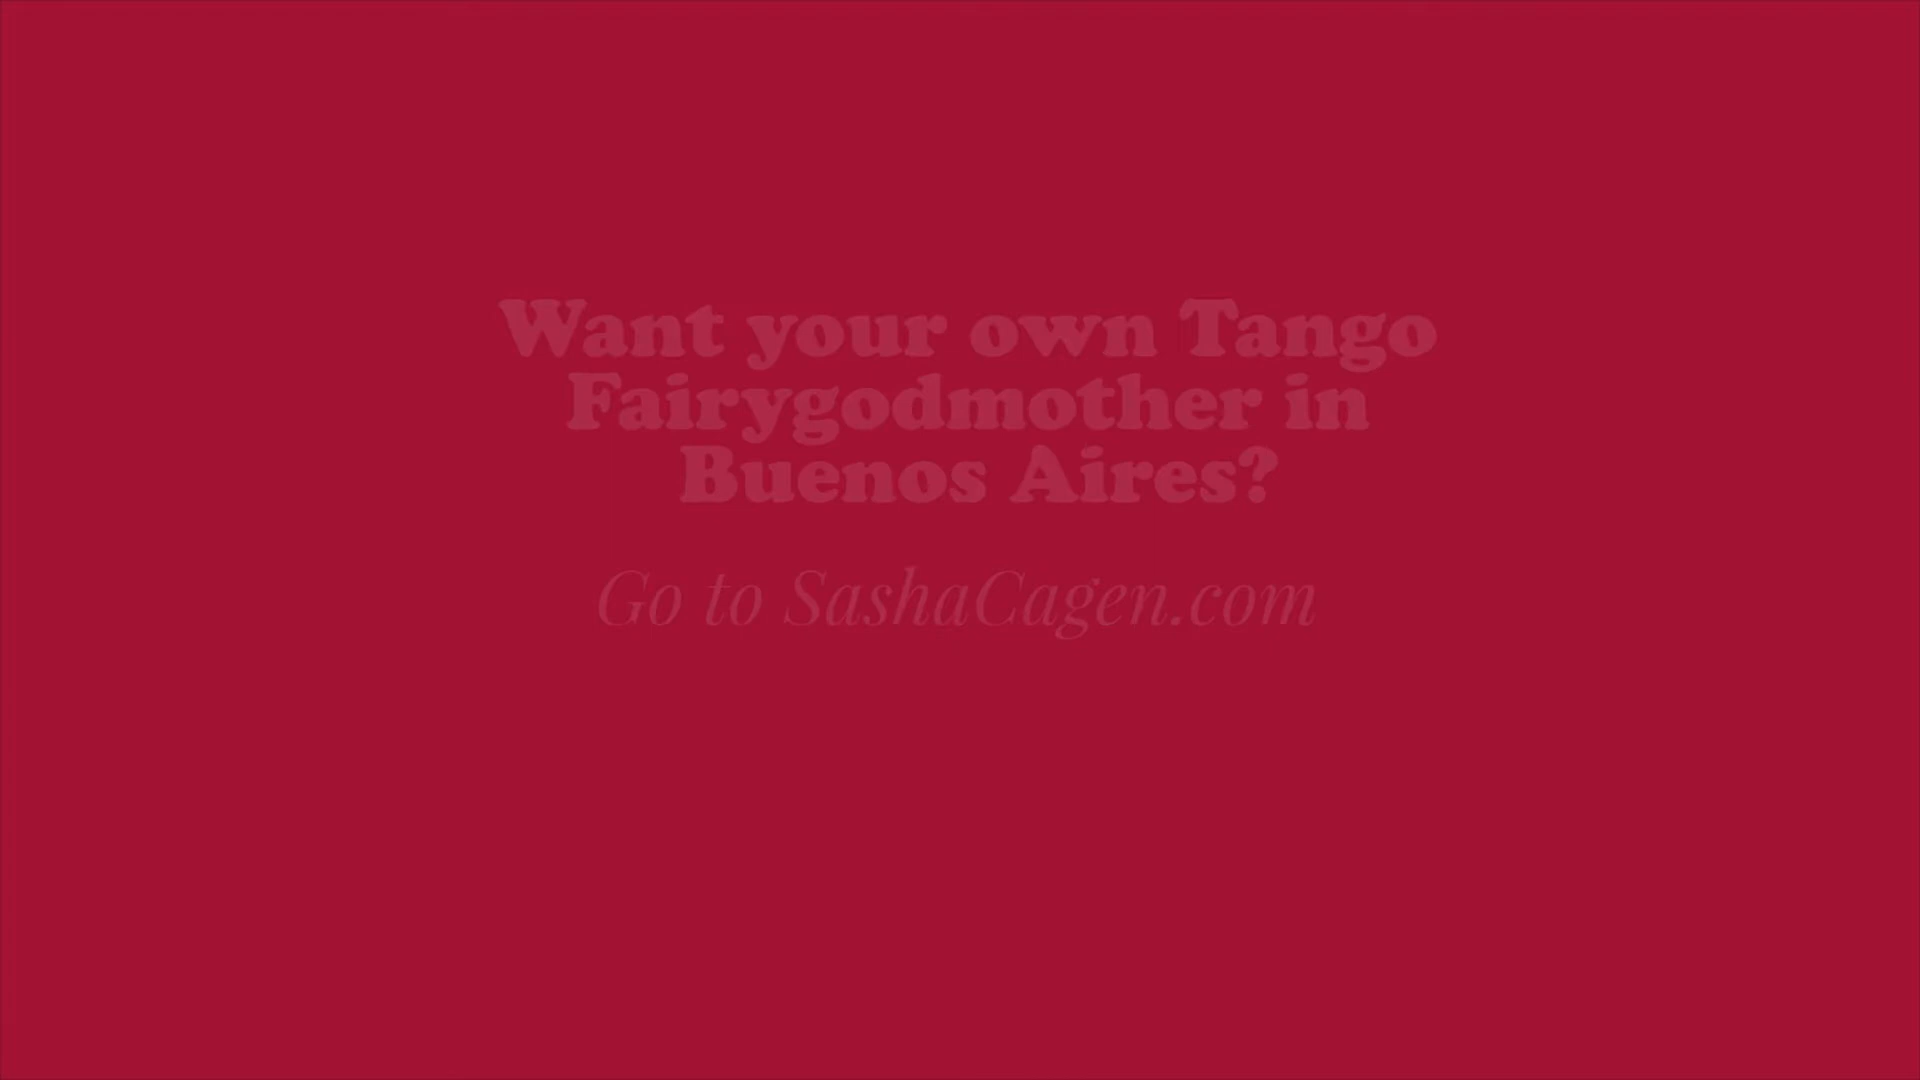 Want your own Tango
Fairygodmother in
Buenos Aires?
Go to SashaCagen.com